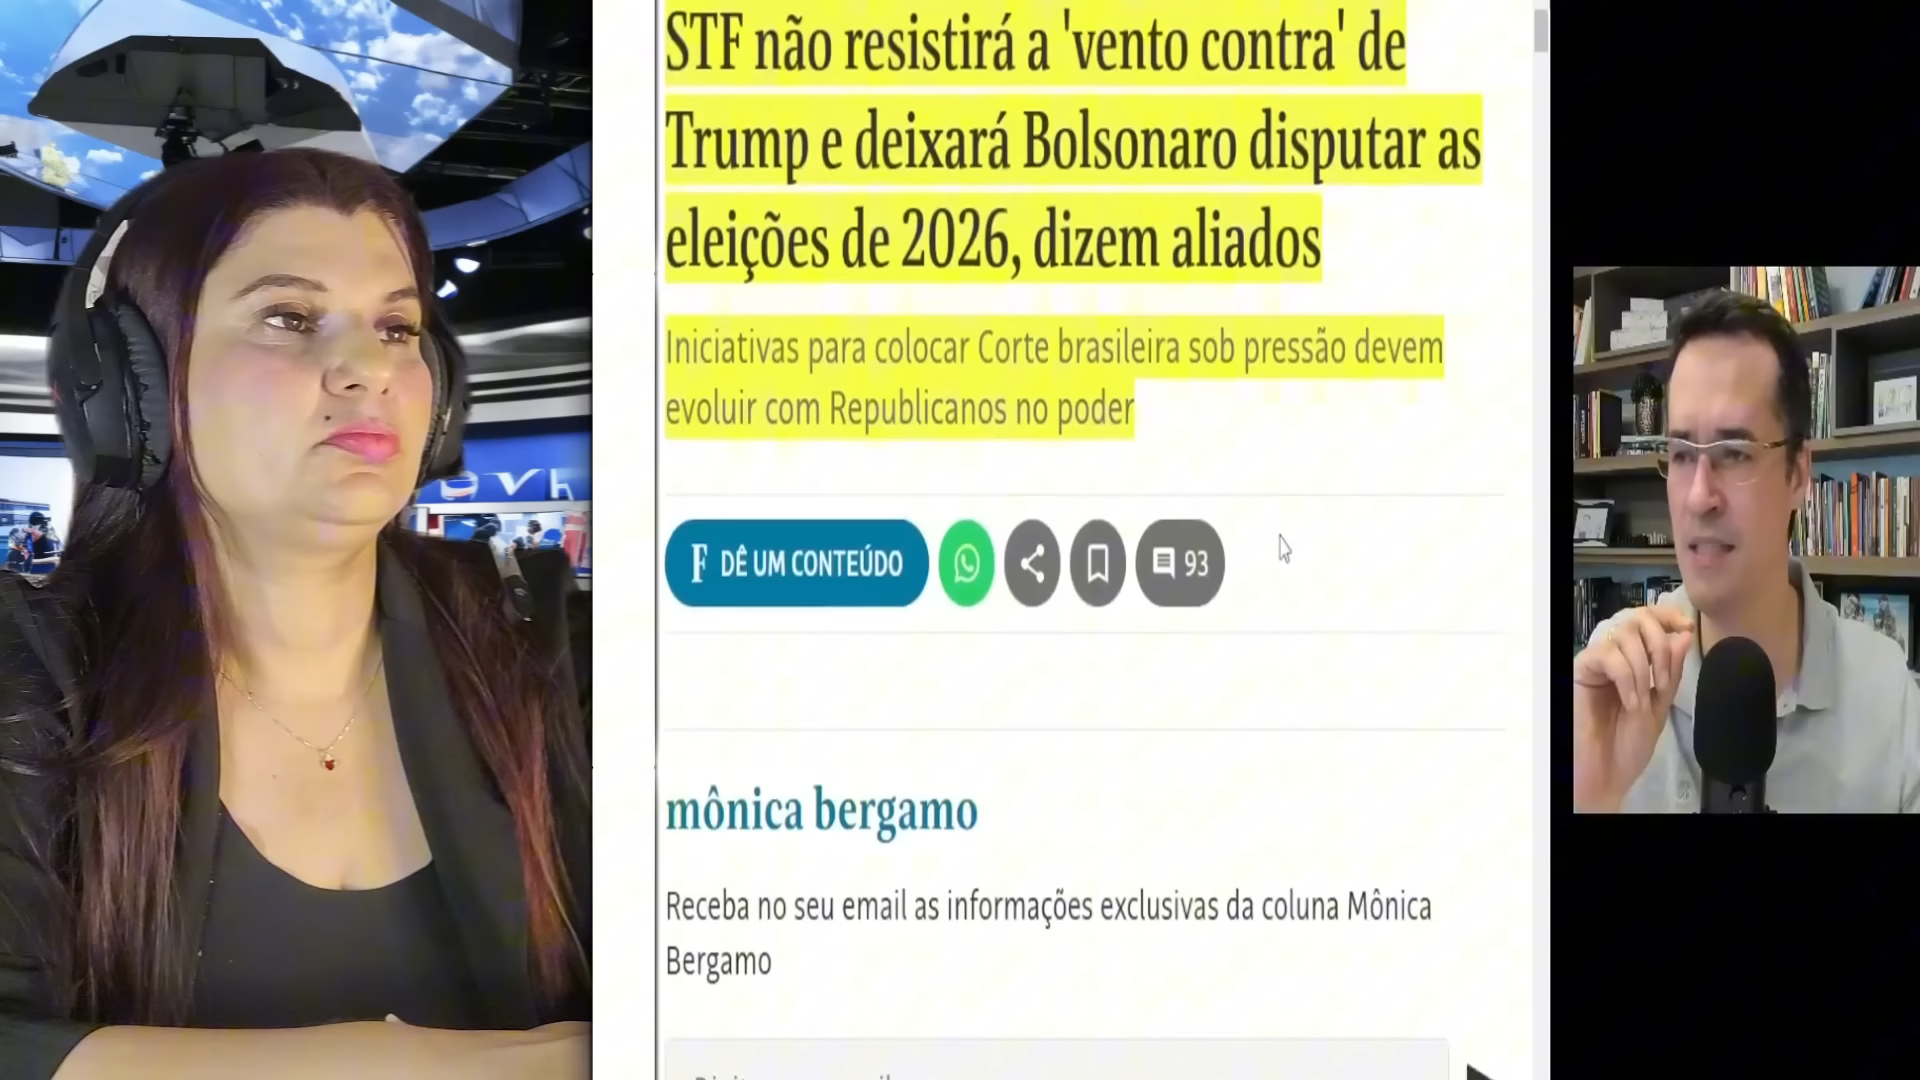 STF não resistirá a 'vento contra' de
Trump e deixará Bolsonaro disputar as
eleições de 2026, dizem aliados
Iniciativas para colocar Corte brasileira sob pressão devem
evoluir com Republicanos no poder
F DÊ UM CONTEÚDO
93
mônica bergamo
Receba no seu email as informações exclusivas da coluna Mônica
Bergamo